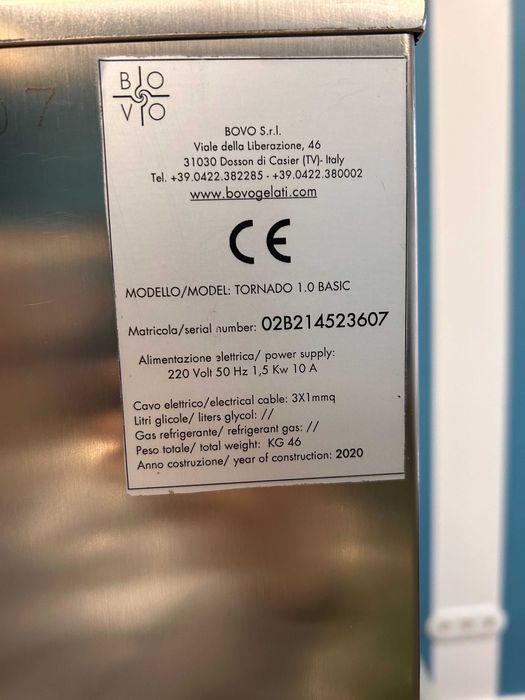 07
BO
VO
BOVO S.r.l.
Viale della Liberazione, 46
31030 Dosson di Casier (TV)- Italy
Tel. +39.0422.382285 - +39.0422.380002
www.bovogelati.com
CE
MODELLO/MODEL: TORNADO 1.0 BASIC
Matricola/serial number: 02B214523607
Alimentazione elettrica/ power supply:
220 Volt 50 Hz 1,5 Kw 10 A
Cavo elettrico/electrical cable: 3X1mmq
Litri glicole/ liters glycol: //
Gas refrigerante/ refrigerant gas: //
Peso totale/ total weight: KG 46
Anno costruzione/ year of construction: 2020